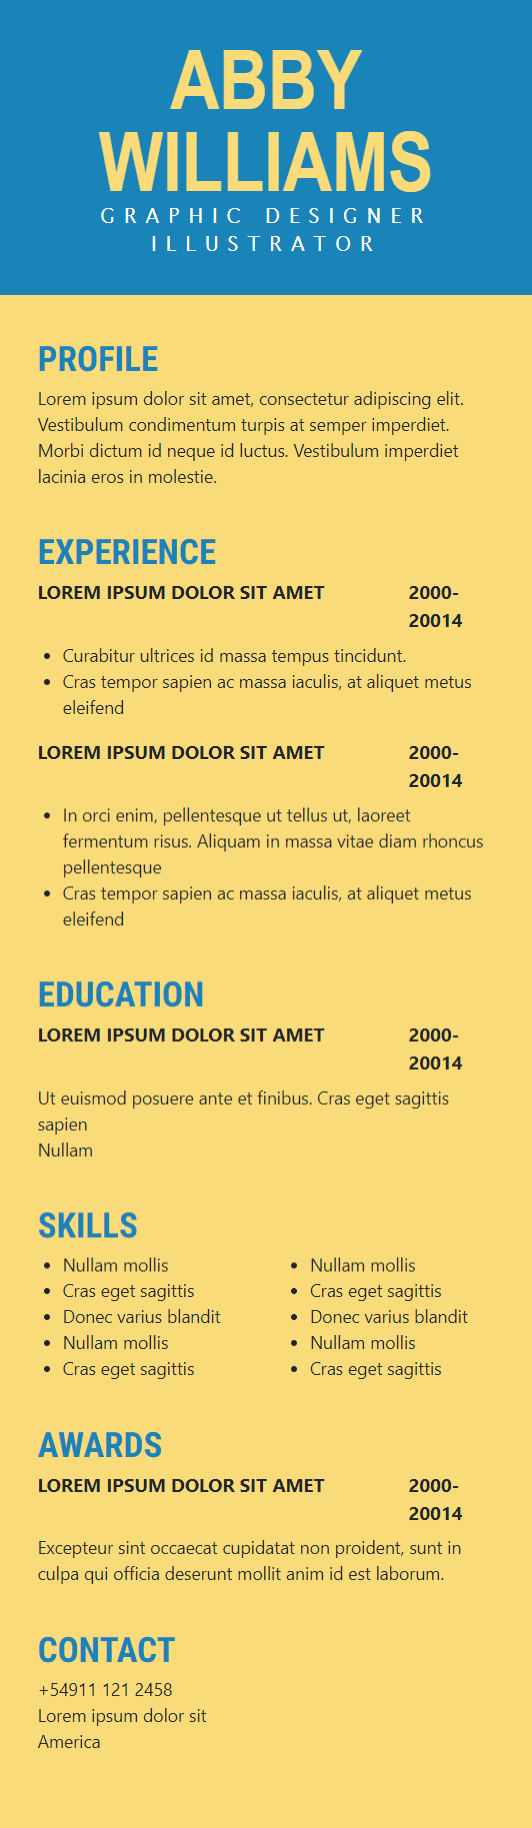 ABBY
WILLIAMS
GRAPHIC DESIGNER
ILLUSTRATOR
PROFILE
Lorem ipsum dolor sit amet, consectetur adipiscing elit.
Vestibulum condimentum turpis at semper imperdiet.
Morbi dictum id neque id luctus. Vestibulum imperdiet
lacinia eros in molestie.
EXPERIENCE
LOREM IPSUM DOLOR SIT AMET 2000-
20014
• Curabitur ultrices id massa tempus tincidunt.
• Cras tempor sapien ac massa iaculis, at aliquet metus
eleifend
LOREM IPSUM DOLOR SIT AMET 2000-
20014
• In orci enim, pellentesque ut tellus ut, laoreet
fermentum risus. Aliquam in massa vitae diam rhoncus
pellentesque
• Cras tempor sapien ac massa iaculis, at aliquet metus
eleifend
EDUCATION
LOREM IPSUM DOLOR SIT AMET 2000-
20014
Ut euismod posuere ante et finibus. Cras eget sagittis
sapien
Nullam
SKILLS
• Nullam mollis
• Cras eget sagittis
• Donec varius blandit
• Nullam mollis
• Cras eget sagittis
• Nullam mollis
• Cras eget sagittis
• Donec varius blandit
• Nullam mollis
• Cras eget sagittis
AWARDS
LOREM IPSUM DOLOR SIT AMET 2000-
20014
Excepteur sint occaecat cupidatat non proident, sunt in
culpa qui officia deserunt mollit anim id est laborum.
CONTACT
+54911 121 2458
Lorem ipsum dolor sit
America